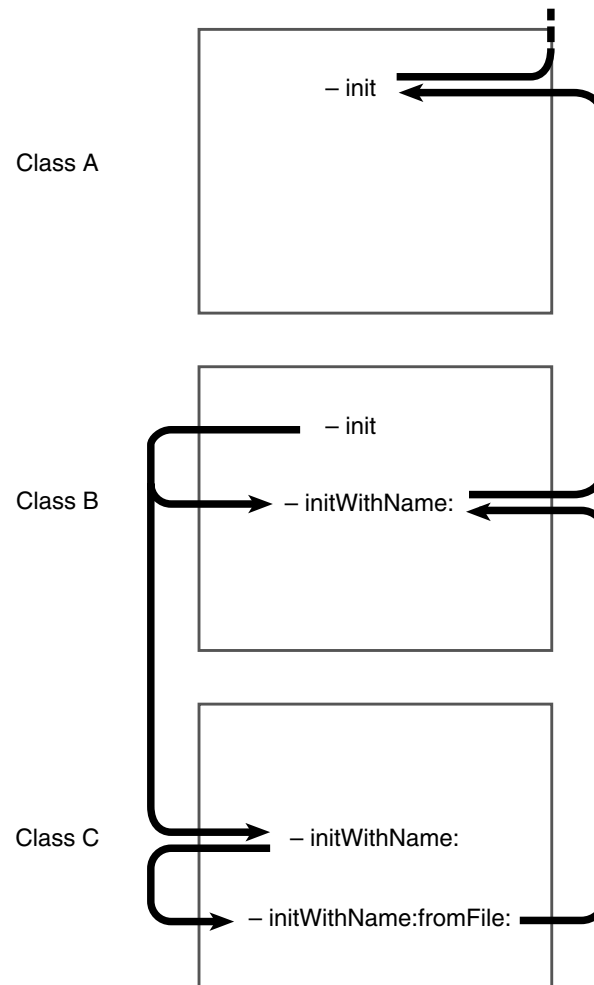 – init
Class A
– init
Class B
– initWithName:
Class C
– initWithName:
– initWithName:fromFile: